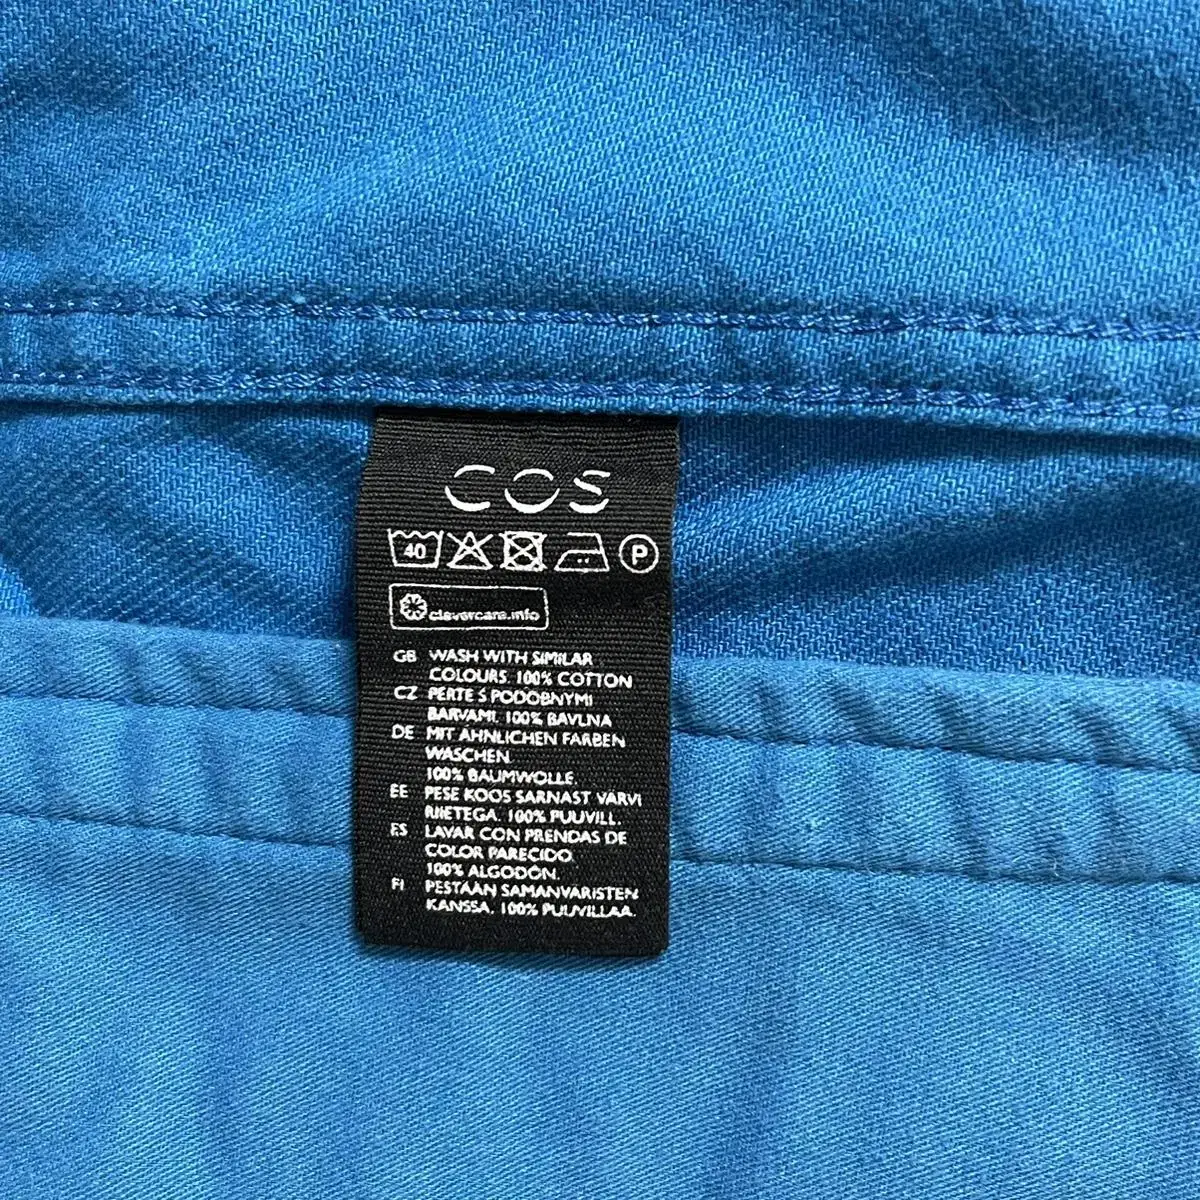 COS
40 P
clevercare.info
GB WASH WITH SIMILAR
COLOURS. 100% COTTON
CZ PERTE S PODOBNYMI
BARVAMI. 100% BAVLNA
DE MIT ÄHNLICHEN FARBEN
WASCHEN.
100% BAUMWOLLE.
EE PESE KOOS SARNAST VÄRVI
RIIETEGA. 100% PUUVILL.
ES LAVAR CON PRENDAS DE
COLOR PARECIDO.
100% ALGODÓN.
FI PESTÄÄN SAMANVÄRISTEN
KANSSA. 100% PUUVILLAA.